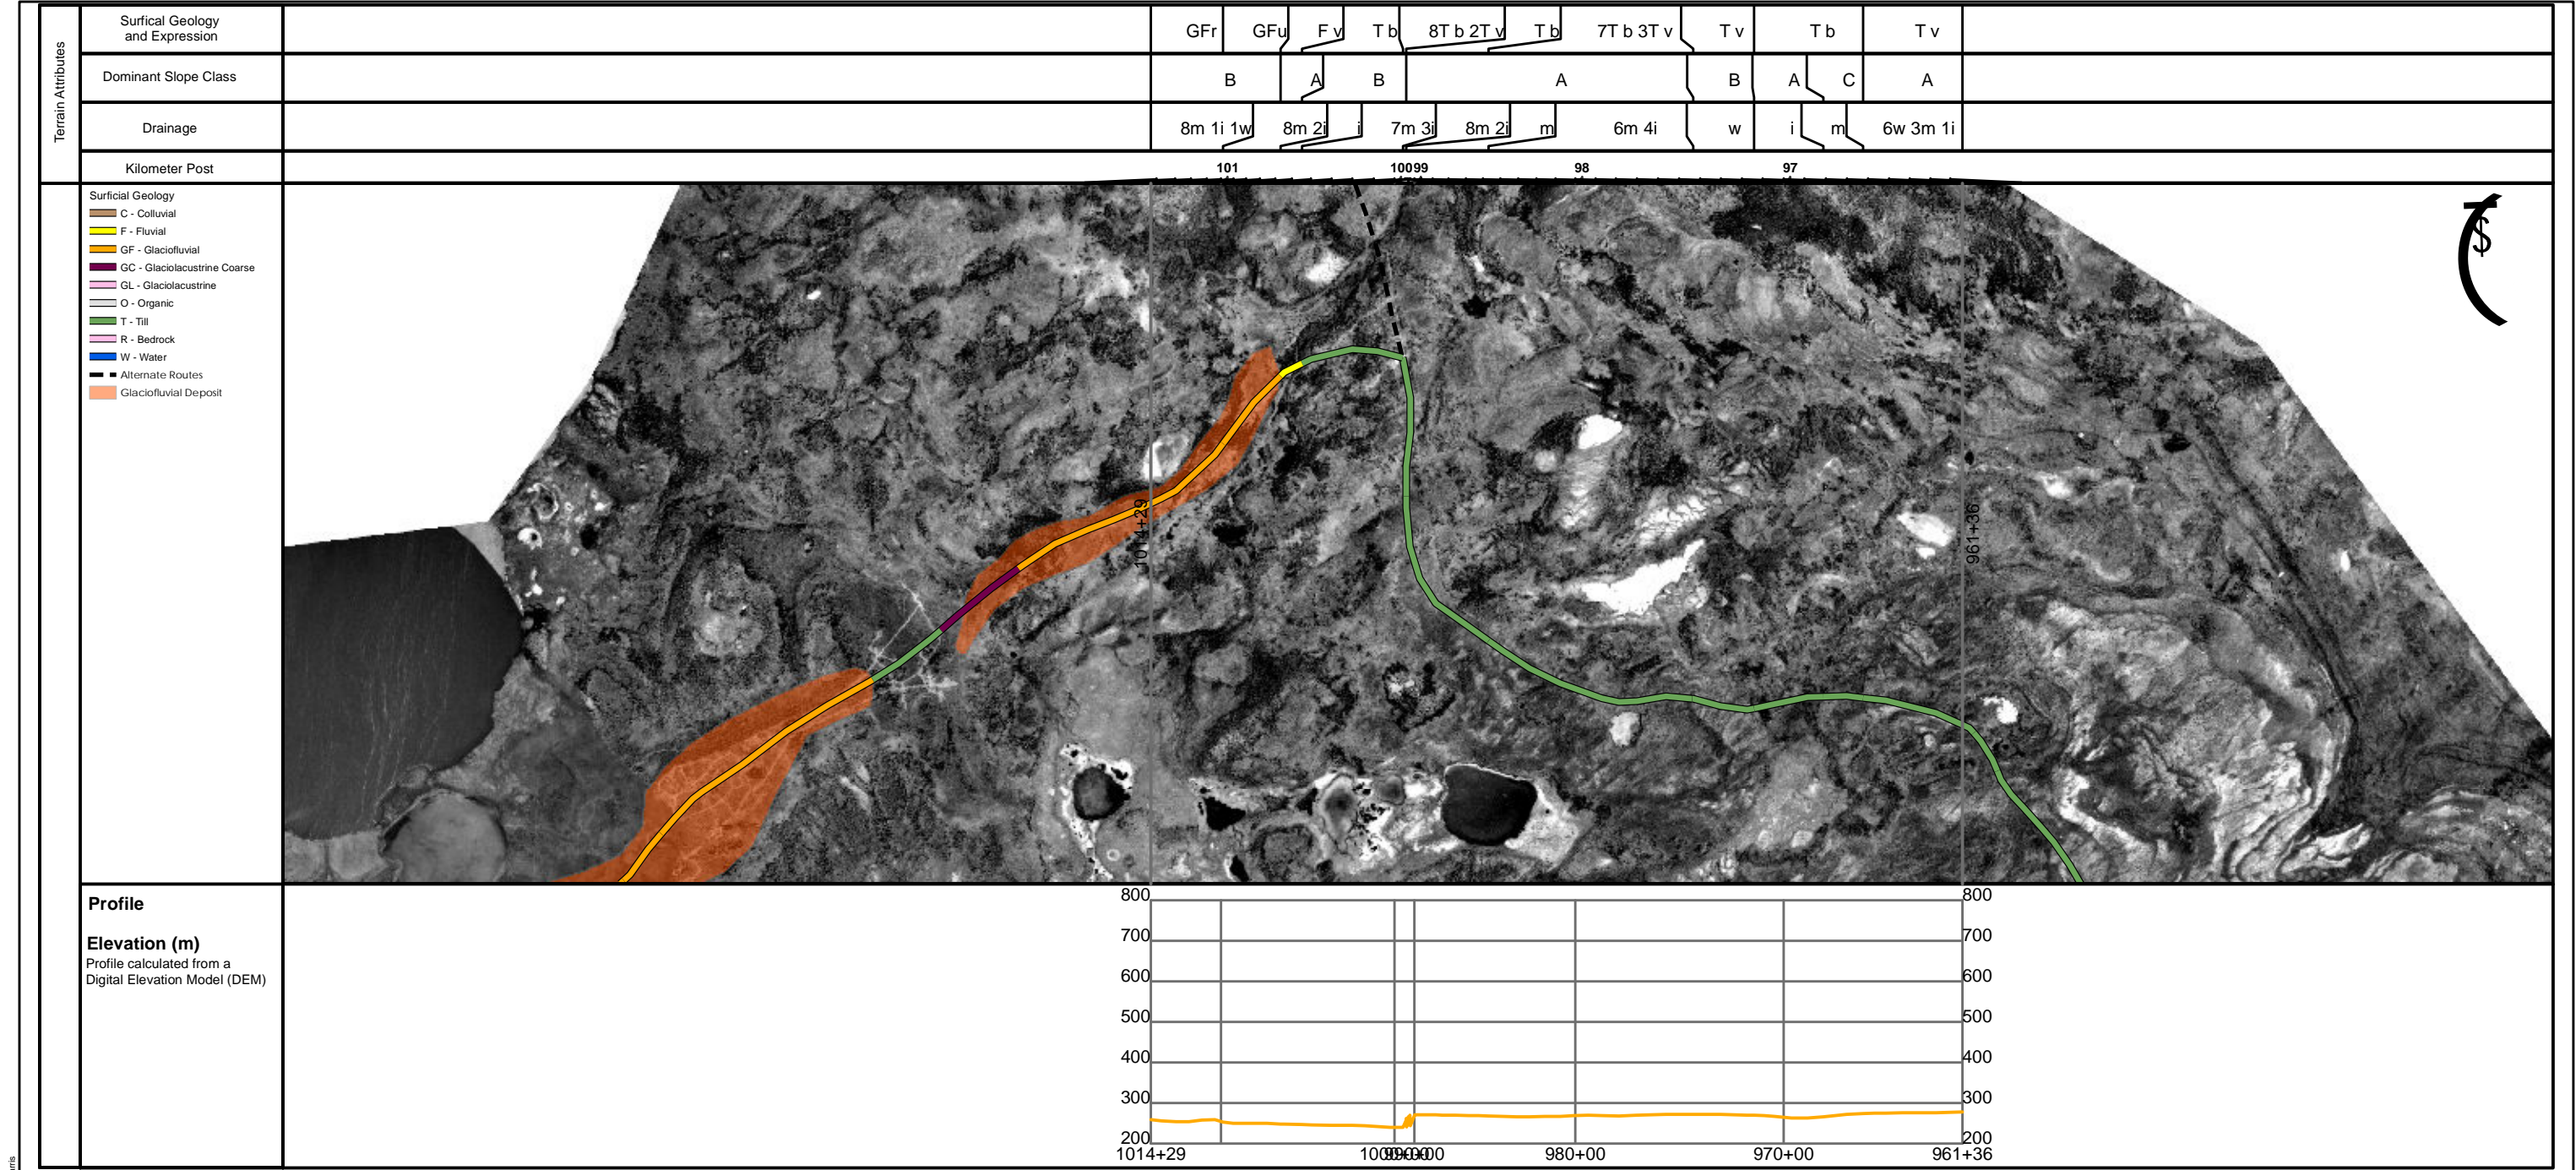 Terrain Attributes
Surfical Geology
and Expression
GFr GFu F v T b 8T b 2T v T b 7T b 3T v T v T b T v
Dominant Slope Class
B A B A B A C A
Drainage
8m 1i 1w 8m 2i i 7m 3i 8m 2i m 6m 4i w i m 6w 3m 1i
Kilometer Post
101 100 99 98 97
Surficial Geology
C - Colluvial
F - Fluvial
GF - Glaciofluvial
GC - Glaciolacustrine Coarse
GL - Glaciolacustrine
O - Organic
T - Till
R - Bedrock
W - Water
Alternate Routes
Glaciofluvial Deposit
$
1014+29
961+36
Profile
Elevation (m)
Profile calculated from a
Digital Elevation Model (DEM)
800 800
700 700
600 600
500 500
400 400
300 300
200 200
1014+29 980+00 970+00 961+36